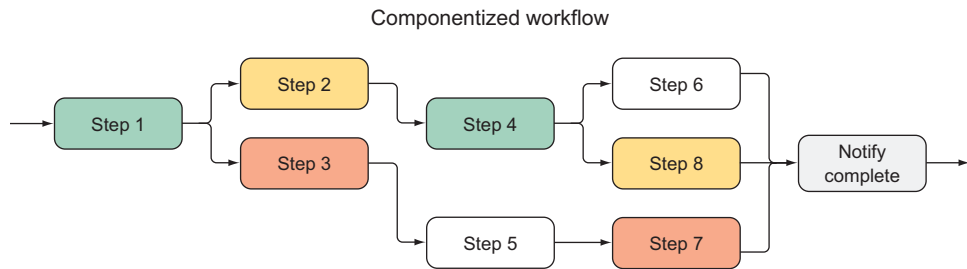 Componentized workflow
Step 1
Step 2
Step 3
Step 4
Step 5
Step 6
Step 8
Step 7
Notify
complete